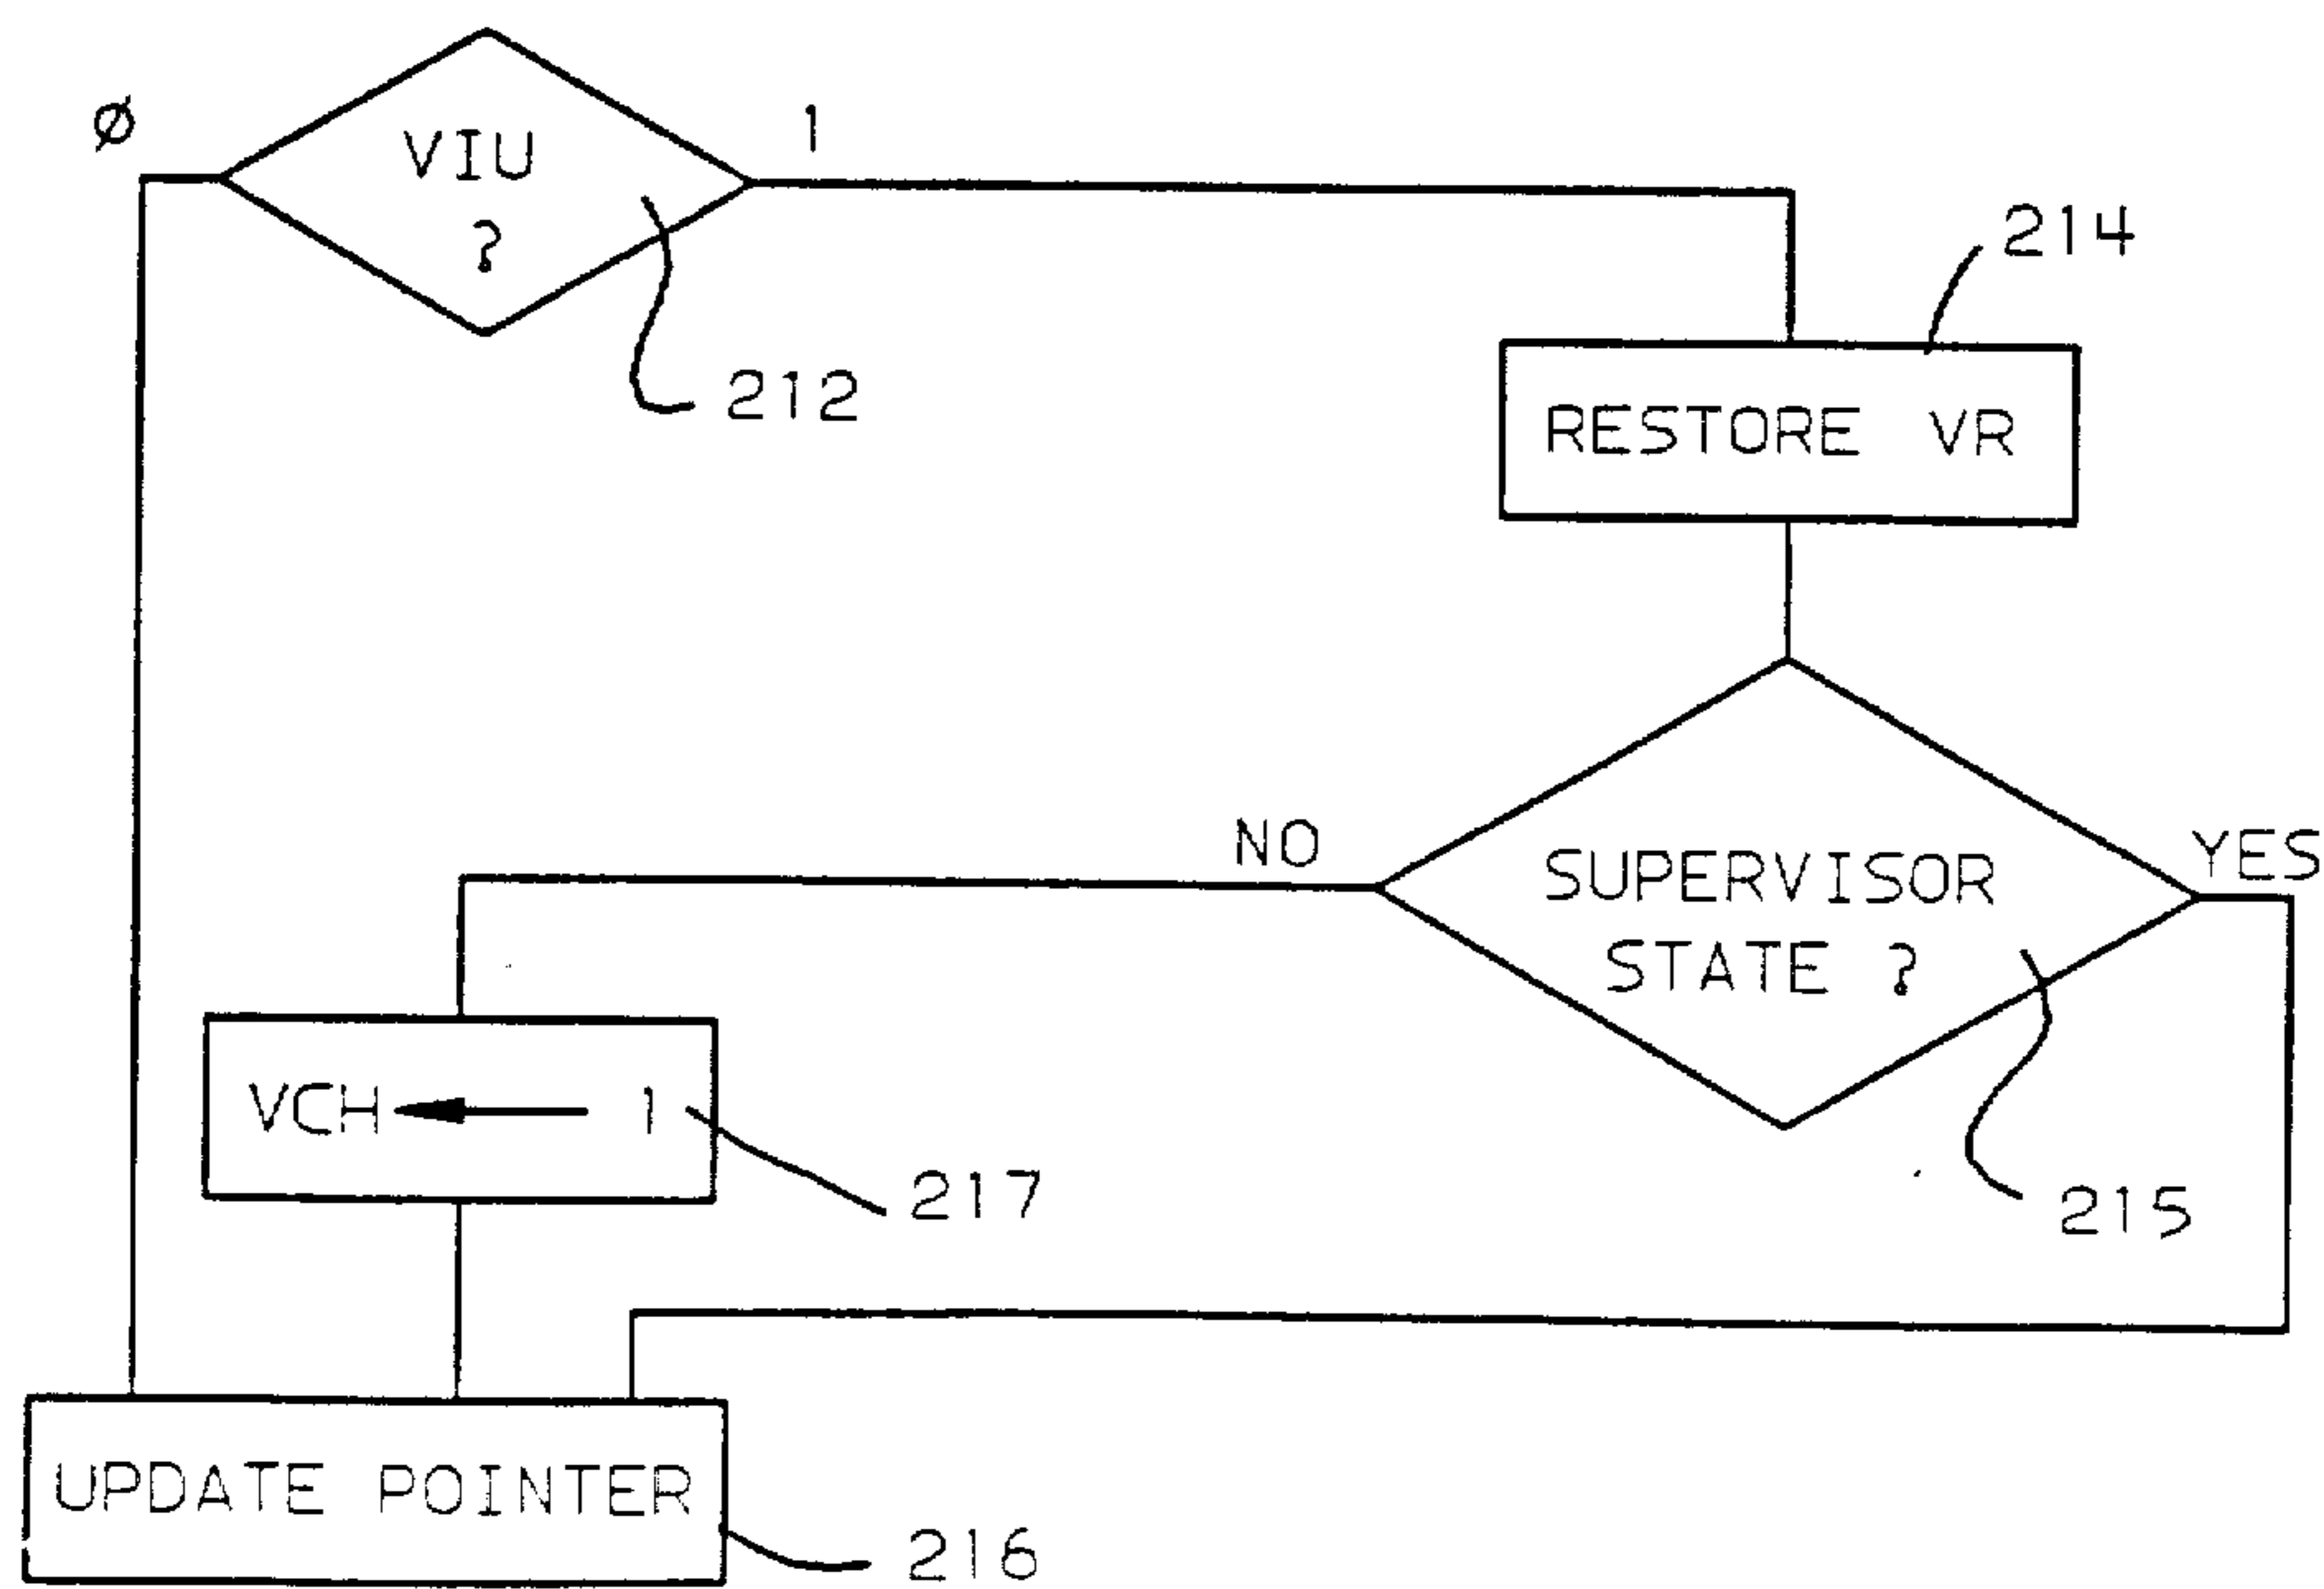 Ø
VIU
?
1
212
214
RESTORE VR
SUPERVISOR
STATE ?
NO
YES
215
VCH ← 1
217
UPDATE POINTER
216